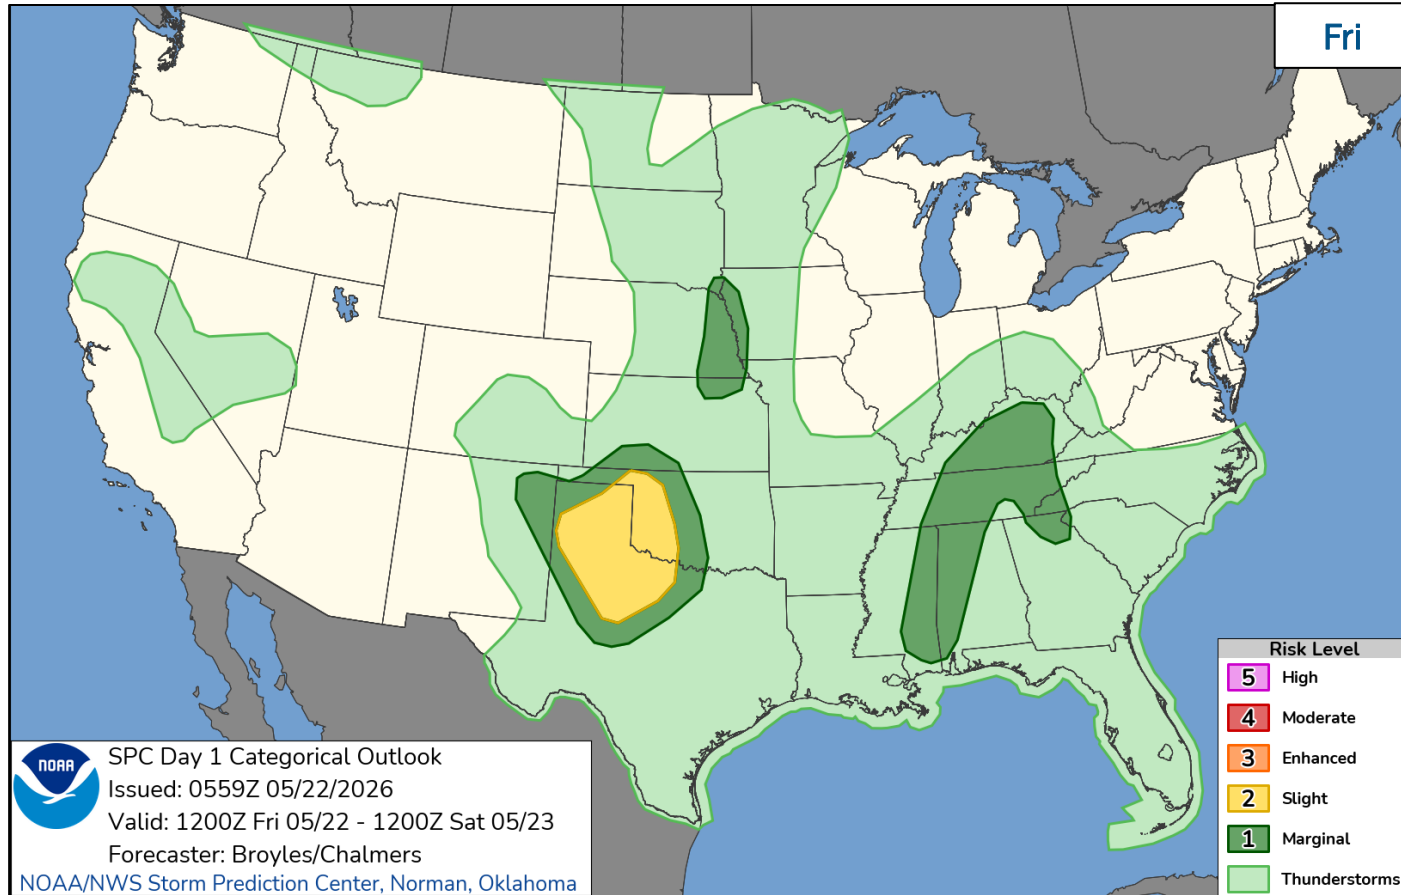 Fri
Risk Level
5 High
4 Moderate
3 Enhanced
2 Slight
1 Marginal
Thunderstorms
NOAA
SPC Day 1 Categorical Outlook
Issued: 0559Z 05/22/2026
Valid: 1200Z Fri 05/22 - 1200Z Sat 05/23
Forecaster: Broyles/Chalmers
NOAA/NWS Storm Prediction Center, Norman, Oklahoma